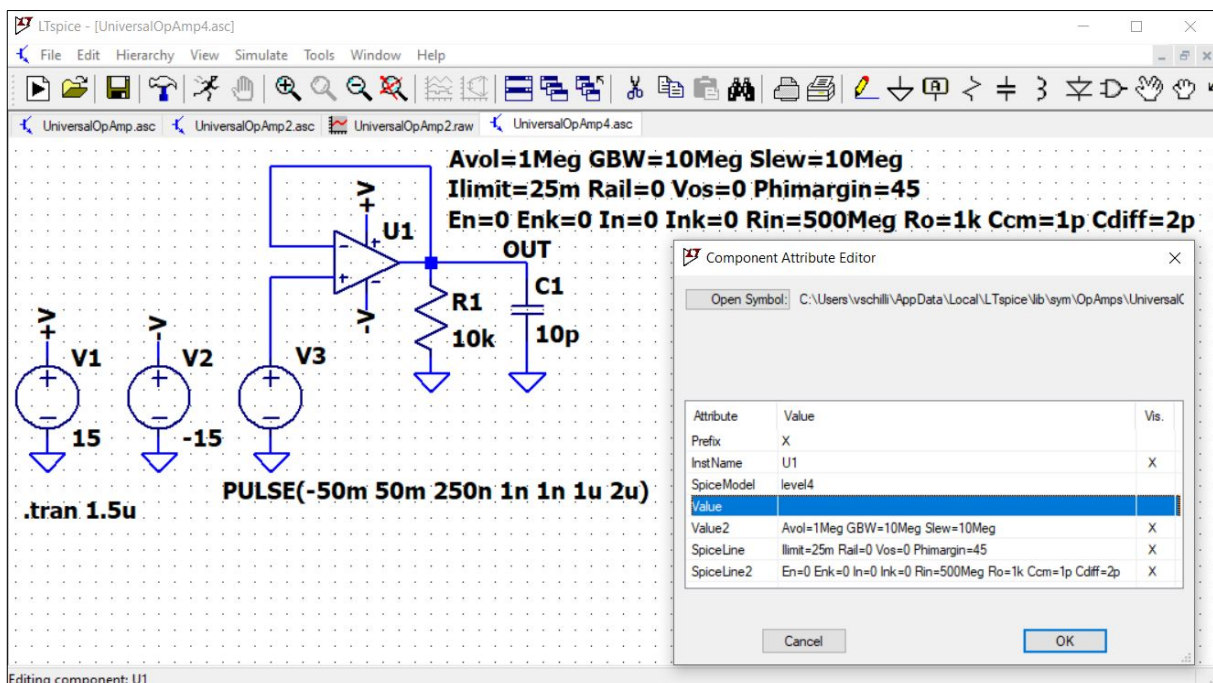 LTspice - [UniversalOpAmp4.asc]
File Edit Hierarchy View Simulate Tools Window Help
UniversalOpAmp.asc UniversalOpAmp2.asc UniversalOpAmp2.raw UniversalOpAmp4.asc
Avol=1Meg GBW=10Meg Slew=10Meg
Ilimit=25m Rail=0 Vos=0 Phimargin=45
En=0 Enk=0 In=0 Ink=0 Rin=500Meg Ro=1k Ccm=1p Cdiff=2p
V+
U1
OUT
V-
R1
10k
C1
10p
V+
V1
15
V-
V2
-15
V3
PULSE(-50m 50m 250n 1n 1n 1u 2u)
.tran 1.5u
Component Attribute Editor
Open Symbol: C:\Users\vschilli\AppData\Local\LTspice\lib\sym\OpAmps\Universal
Attribute Value Vis.
Prefix X
InstName U1 X
SpiceModel level4
Value
Value2 Avol=1Meg GBW=10Meg Slew=10Meg X
SpiceLine Ilimit=25m Rail=0 Vos=0 Phimargin=45 X
SpiceLine2 En=0 Enk=0 In=0 Ink=0 Rin=500Meg Ro=1k Ccm=1p Cdiff=2p X
Cancel OK
Editing component: U1